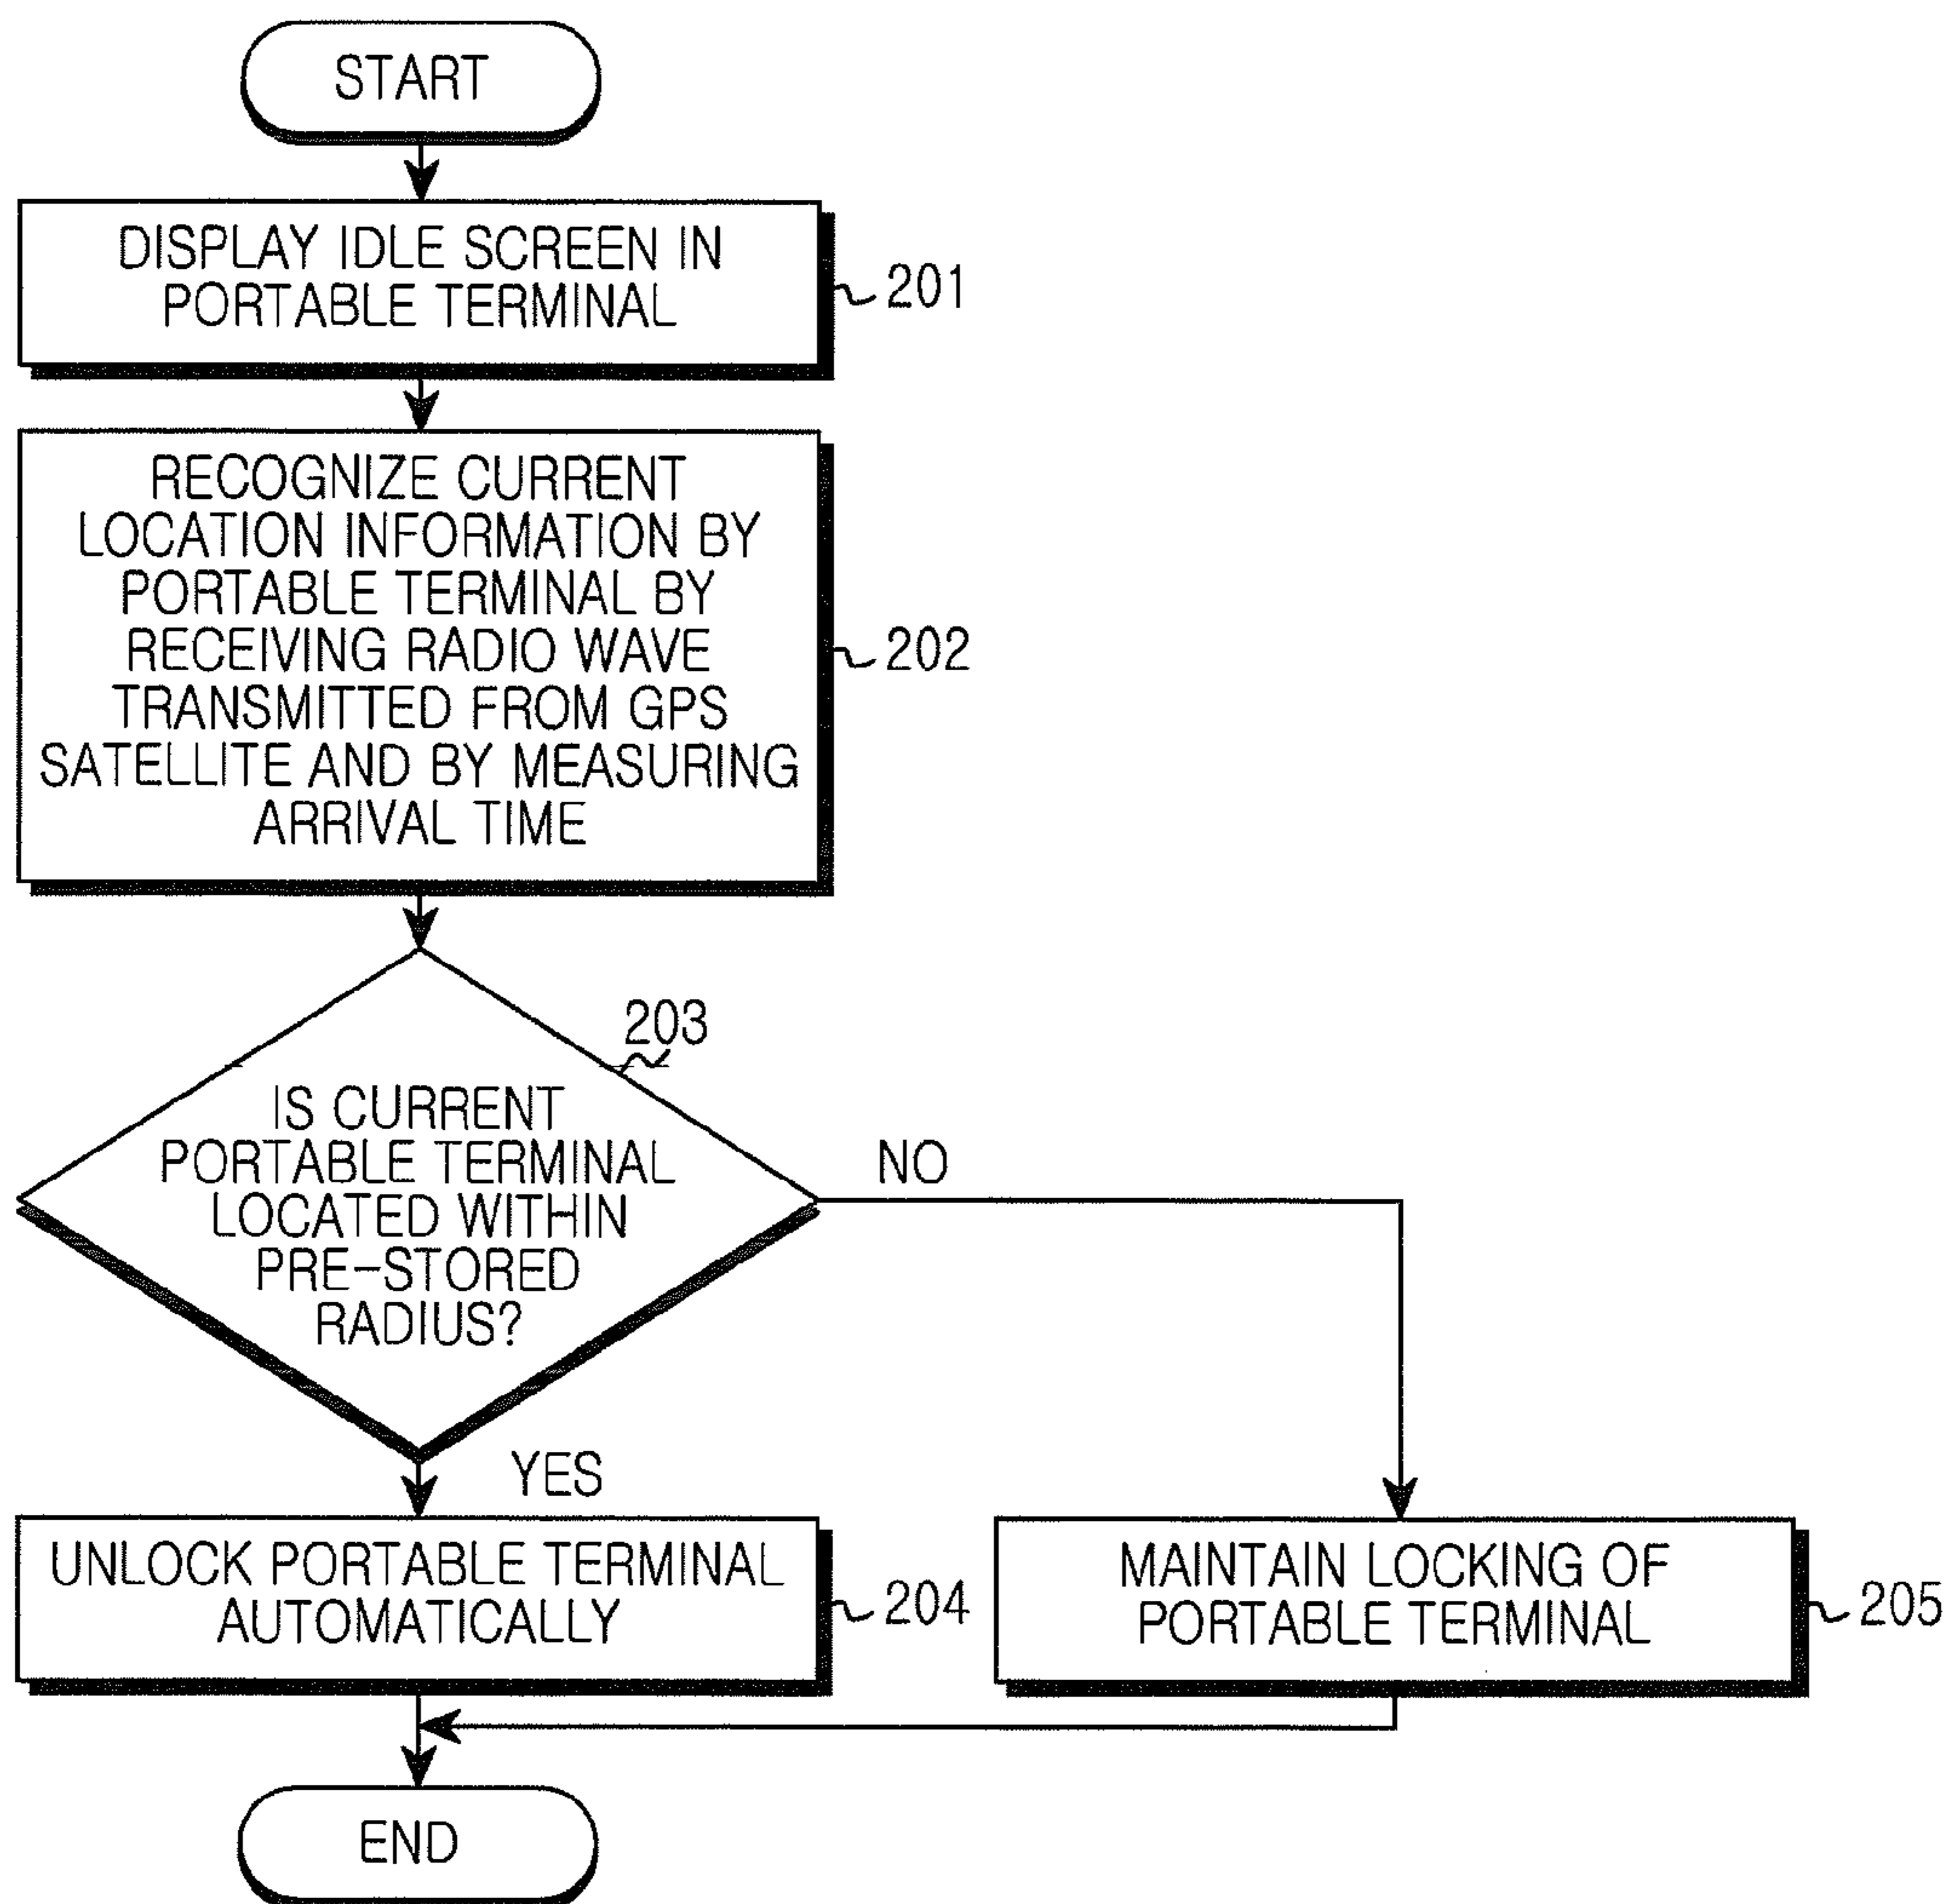 START
DISPLAY IDLE SCREEN IN
PORTABLE TERMINAL
201
RECOGNIZE CURRENT
LOCATION INFORMATION BY
PORTABLE TERMINAL BY
RECEIVING RADIO WAVE
TRANSMITTED FROM GPS
SATELLITE AND BY MEASURING
ARRIVAL TIME
202
203
IS CURRENT
PORTABLE TERMINAL
LOCATED WITHIN
PRE-STORED
RADIUS?
NO
YES
UNLOCK PORTABLE TERMINAL
AUTOMATICALLY
204
MAINTAIN LOCKING OF
PORTABLE TERMINAL
205
END